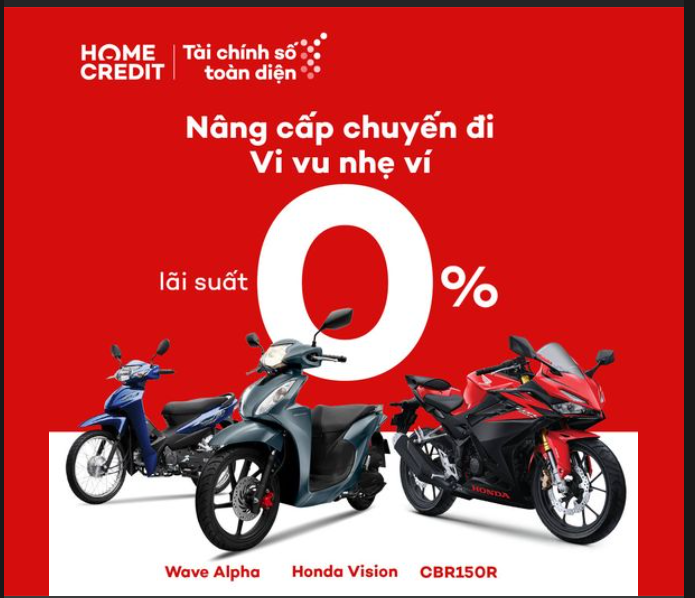 HOME
CREDIT
Tài chính số
toàn diện
Nâng cấp chuyến đi
Vi vu nhẹ ví
lãi suất 0%
HONDA
Wave Alpha Honda Vision CBR150R